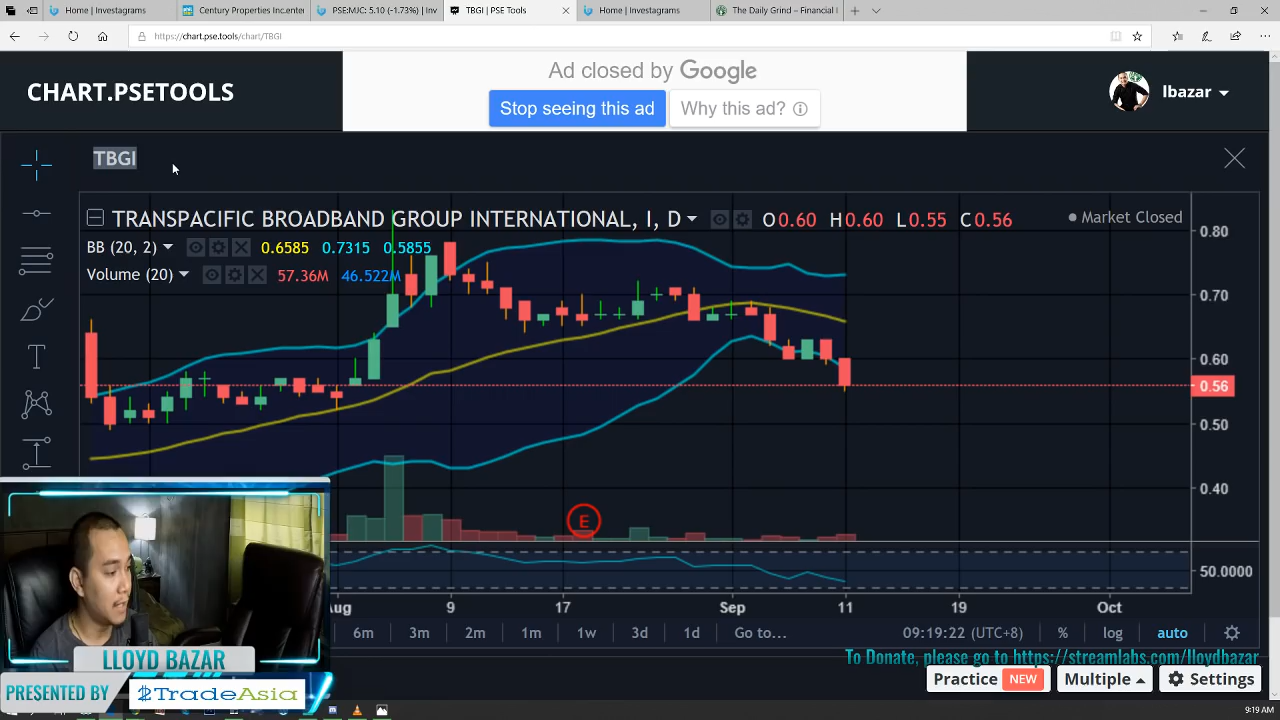 Home | Investagrams
Century Properties Incenter
PSE:MJC: 5.10 (-1.73%) | Inv
TBGI | PSE Tools
Home | Investagrams
The Daily Grind – Financial I
https://chart.pse.tools/chart/TBGI
CHART.PSETOOLS
Ad closed by Google
Stop seeing this ad
Why this ad?
lbazar
TBGI
TRANSPACIFIC BROADBAND GROUP INTERNATIONAL, I, D O0.60 H0.60 L0.55 C0.56
Market Closed
BB (20, 2) 0.6585 0.7315 0.5855
Volume (20) 57.36M 46.522M
0.80
0.70
0.60
0.56
0.50
0.40
E
50.0000
Aug 9 17 Sep 11 19 Oct
6m 3m 2m 1m 1w 3d 1d Go to... 09:19:22 (UTC+8) % log auto
To Donate, please go to https://streamlabs.com/lloydbazar
LLOYD BAZAR
PRESENTED BY TradeAsia
Practice NEW Multiple Settings
9:19 AM